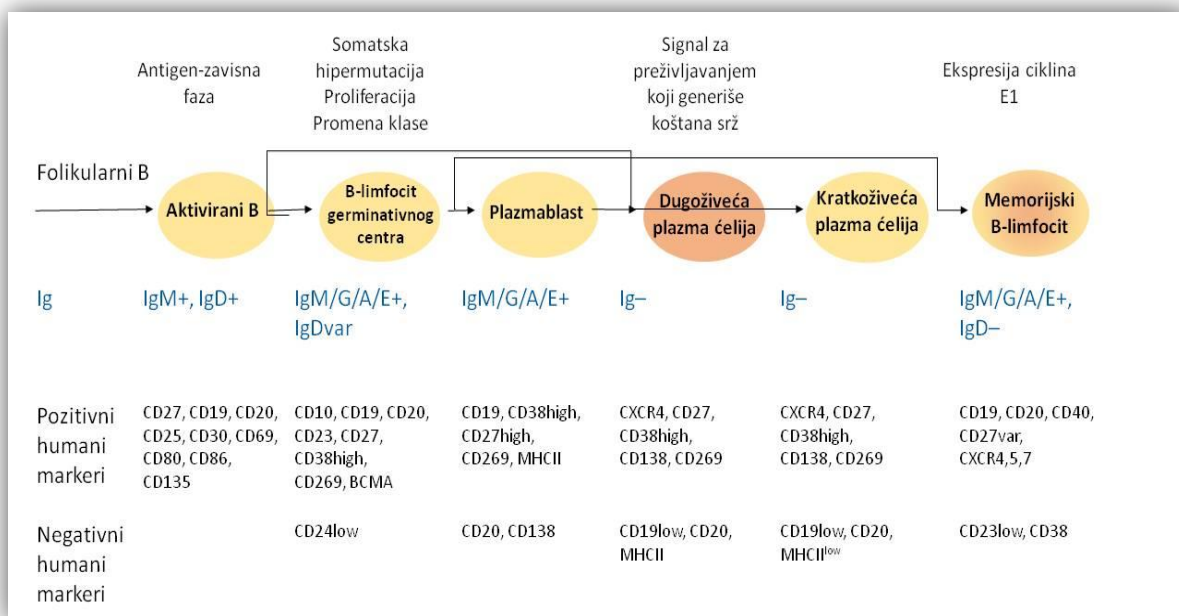 Antigen-zavisna
faza
Somatska
hipermutacija
Proliferacija
Promena klase
Signal za
preživljavanjem
koji generiše
koštana srž
Ekspresija ciklina
E1
Folikularni B
Aktivirani B
B-limfocit
germinativnog
centra
Plazmablast
Dugoživeća
plazma ćelija
Kratkoživeća
plazma ćelija
Memorijski
B-limfocit
Ig
IgM+, IgD+
IgM/G/A/E+,
IgDvar
IgM/G/A/E+
Ig–
Ig–
IgM/G/A/E+,
IgD–
Pozitivni
humani
markeri
CD27, CD19, CD20,
CD25, CD30, CD69,
CD80, CD86,
CD135
CD10, CD19, CD20,
CD23, CD27,
CD38high,
CD269, BCMA
CD19, CD38high,
CD27high,
CD269, MHCII
CXCR4, CD27,
CD38high,
CD138, CD269
CXCR4, CD27,
CD38high,
CD138, CD269
CD19, CD20, CD40,
CD27var,
CXCR4,5,7
Negativni
humani
markeri
CD24low
CD20, CD138
CD19low, CD20,
MHCII
CD19low, CD20,
MHCIIlow
CD23low, CD38